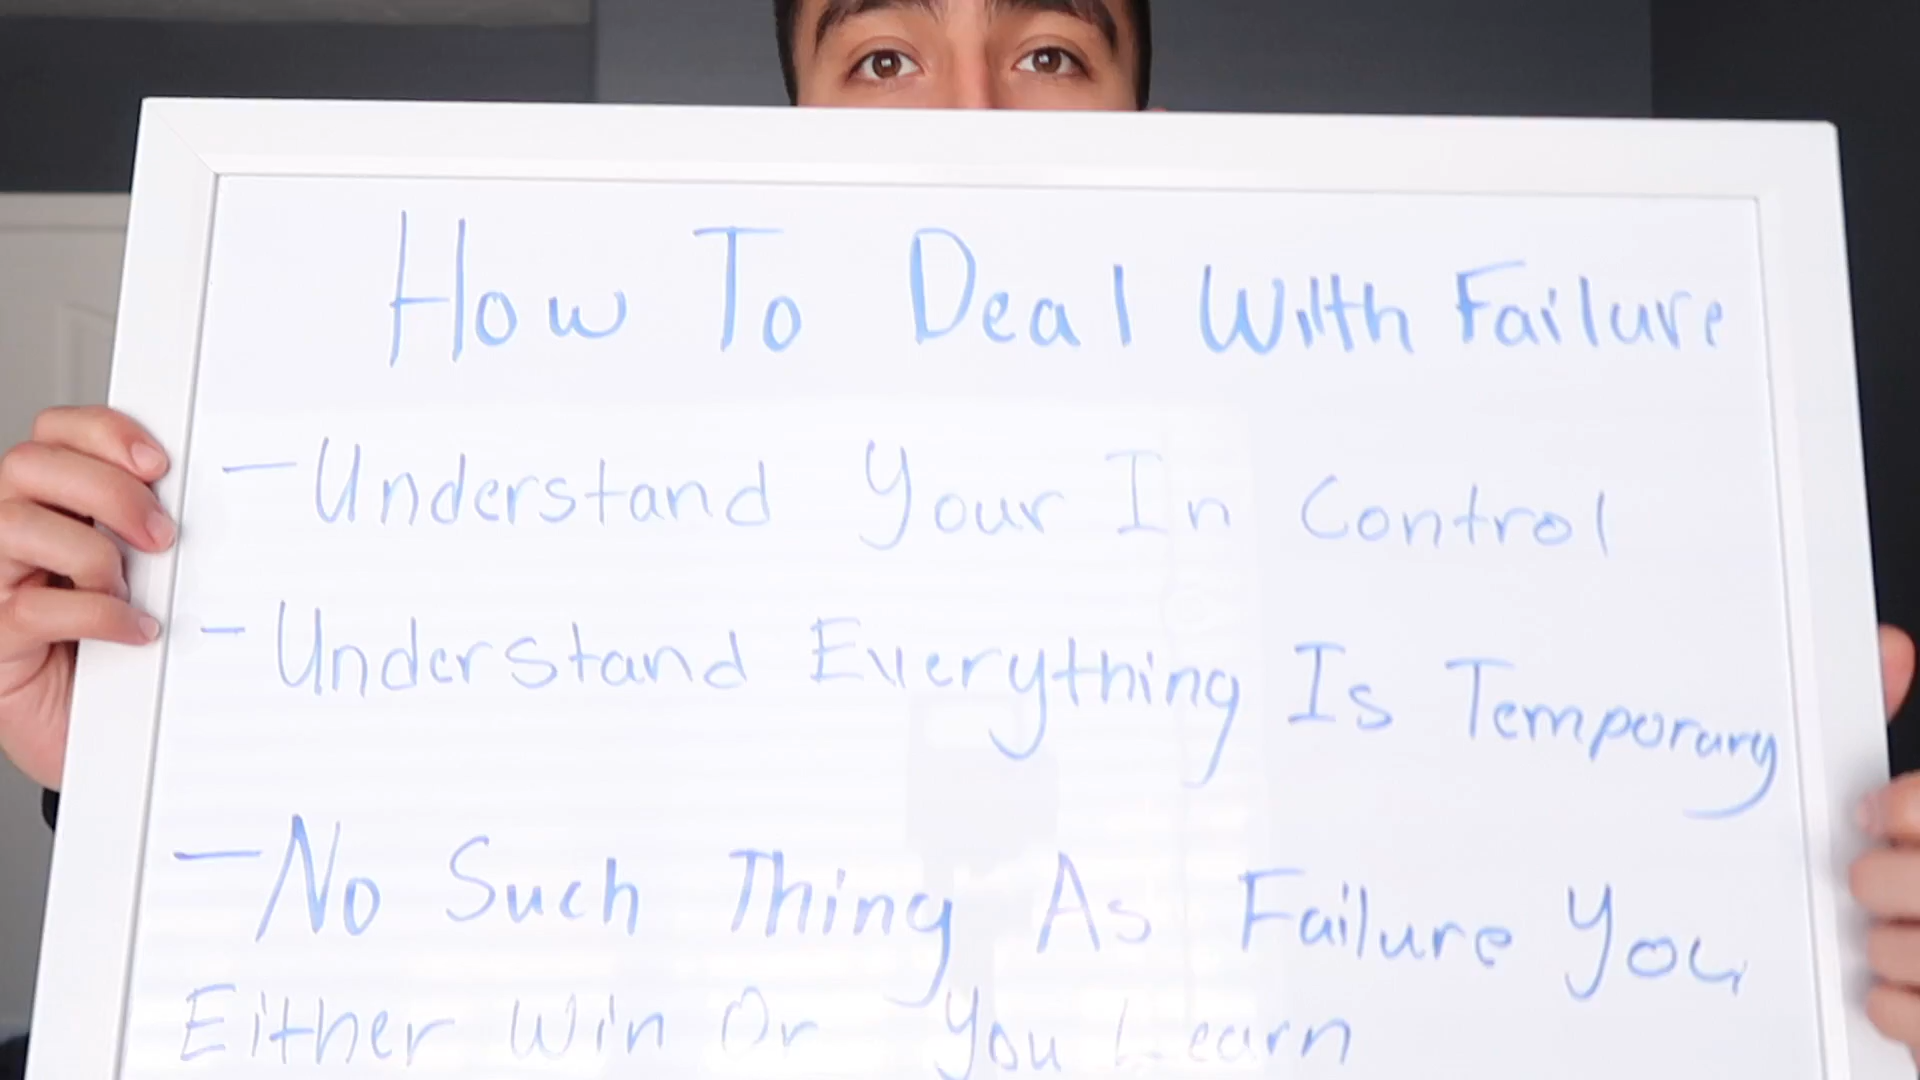 How To Deal With Failure
- Understand Your In Control
- Understand Everything Is Temporary
- No Such Thing As Failure You
Either Win Or You Learn